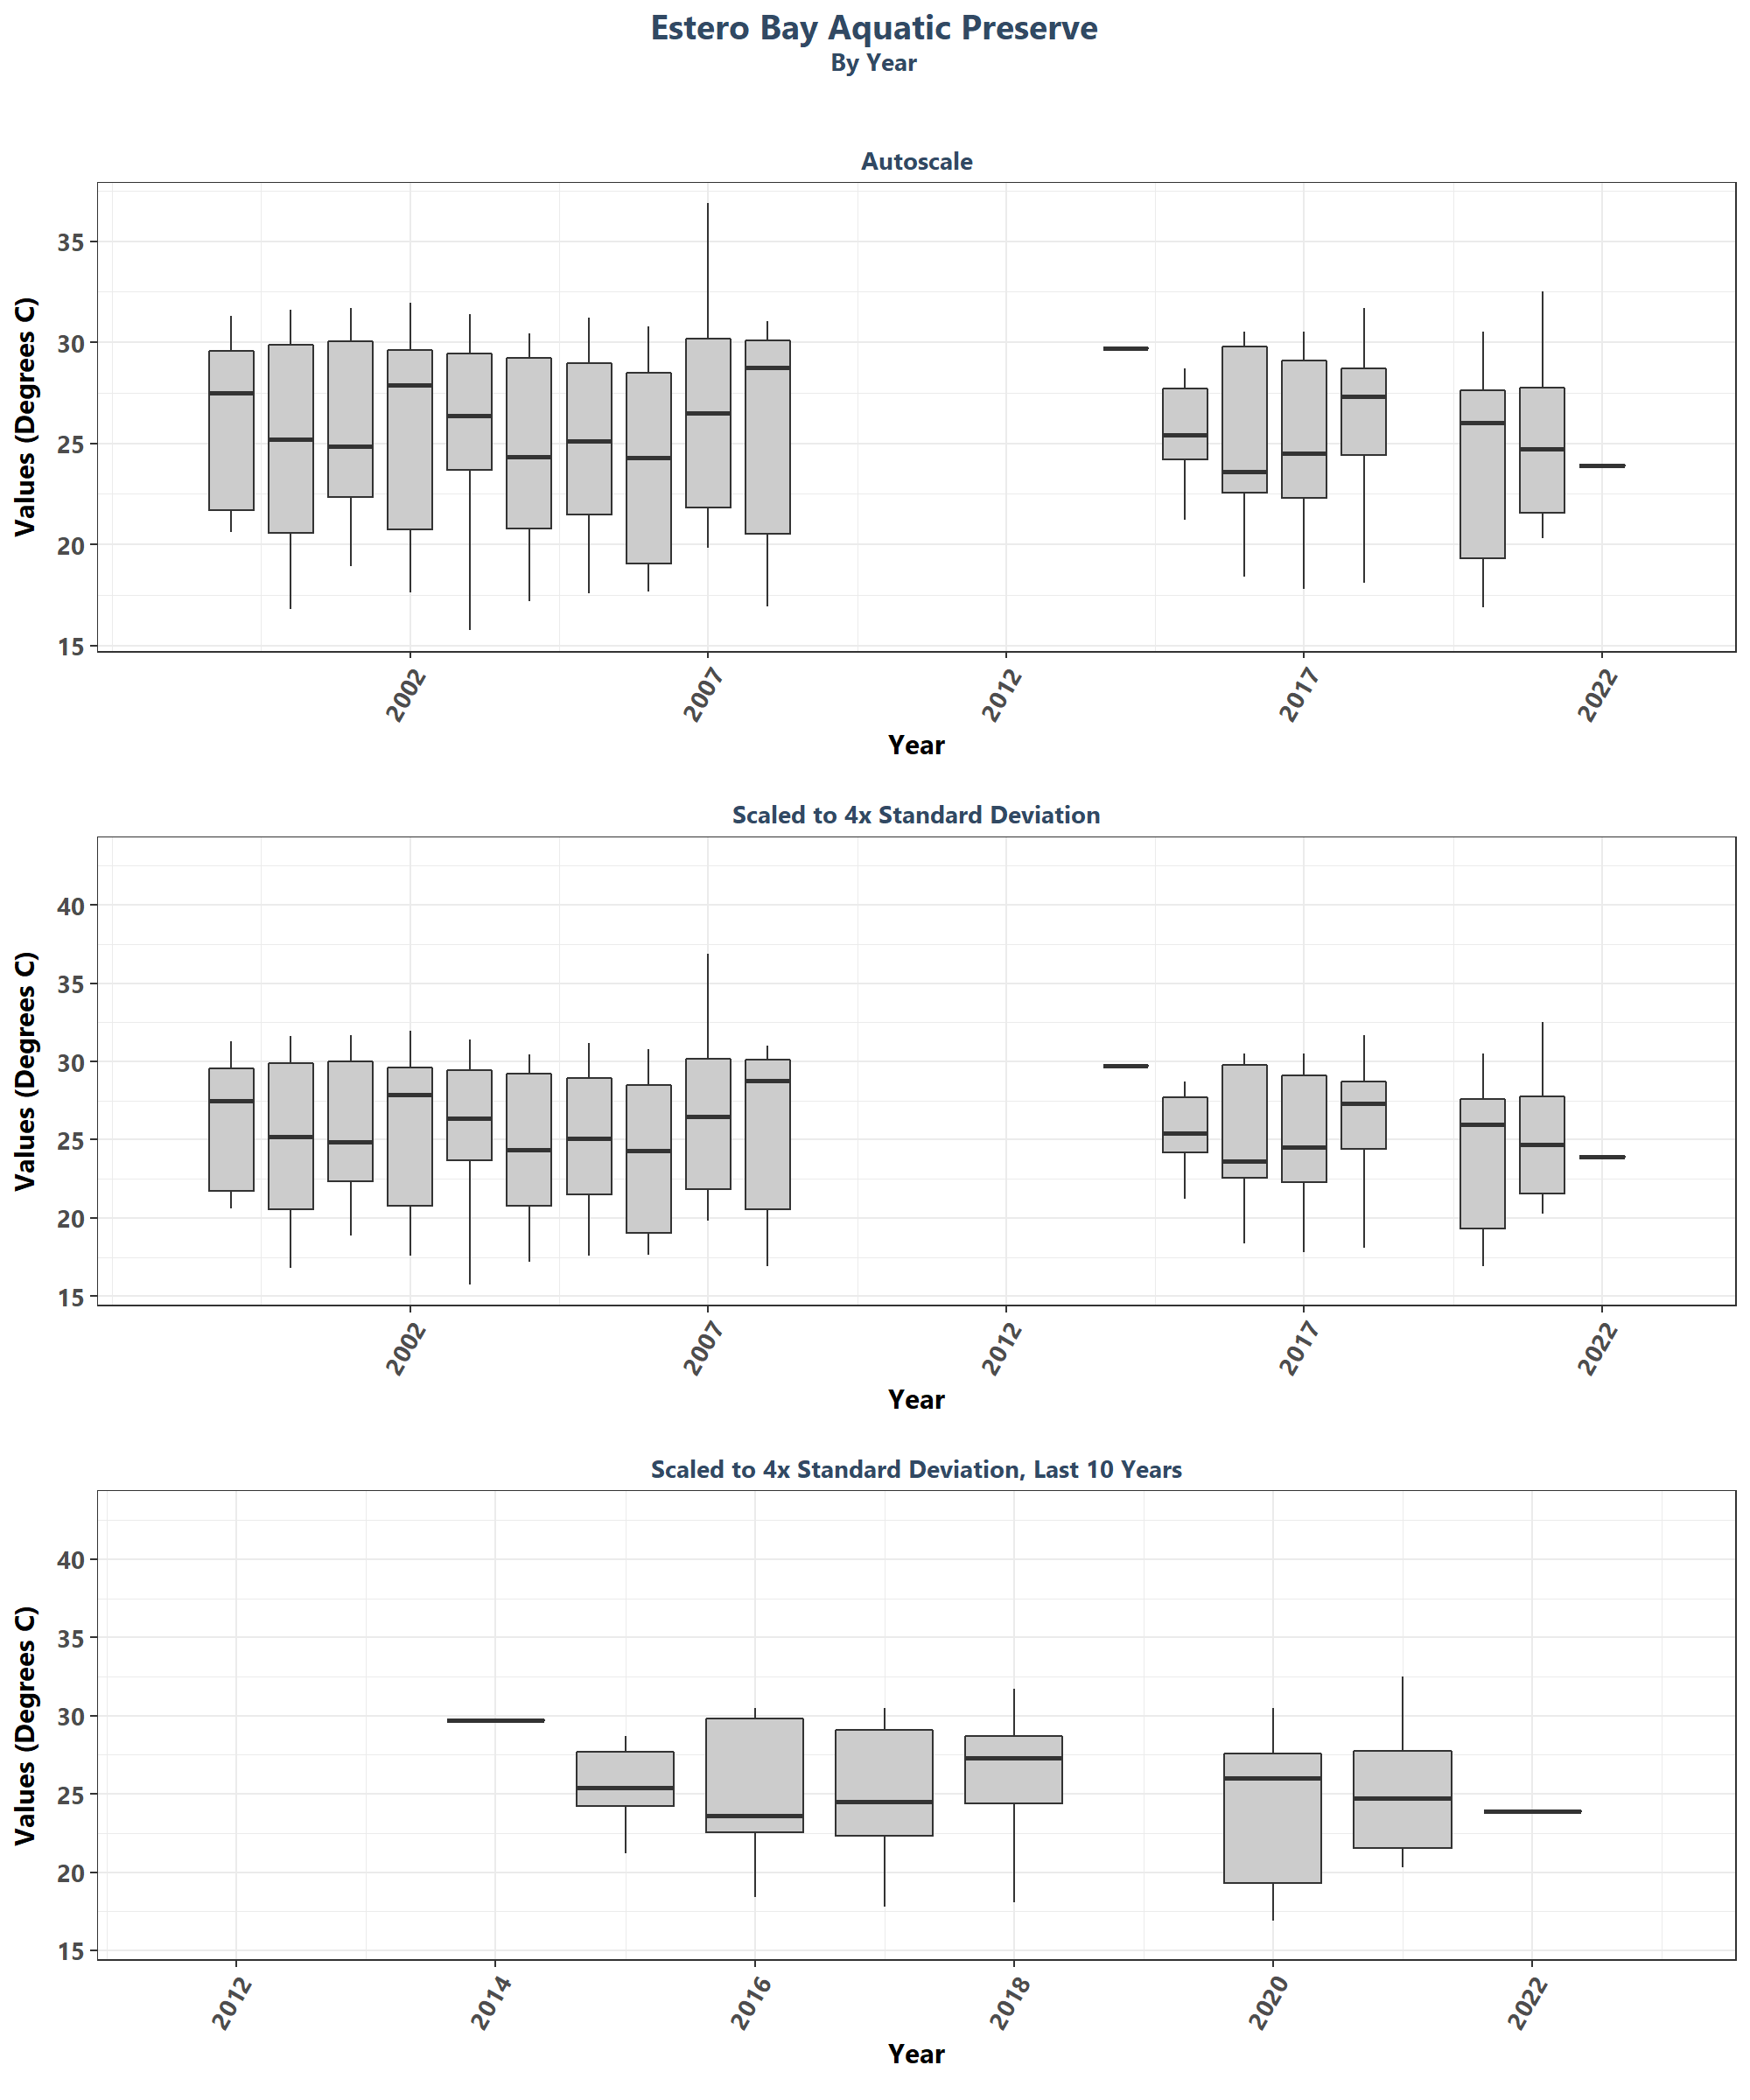 Estero Bay Aquatic Preserve
By Year
Autoscale
Values (Degrees C)
35
30
25
20
15
2002 2007 2012 2017 2022
Year
Scaled to 4x Standard Deviation
Values (Degrees C)
40
35
30
25
20
15
2002 2007 2012 2017 2022
Year
Scaled to 4x Standard Deviation, Last 10 Years
Values (Degrees C)
40
35
30
25
20
15
2012 2014 2016 2018 2020 2022
Year